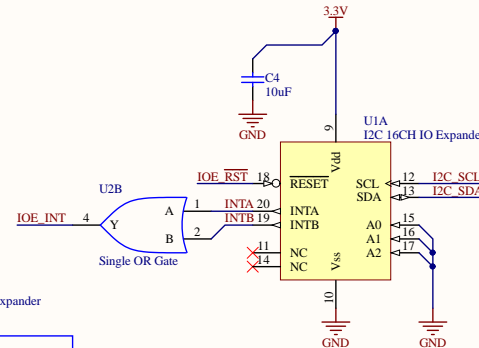 3.3V
C4
10uF
GND
U1A
I2C 16CH IO Expande
9
Vdd
IOE_RST 18 RESET
SCL 12 I2C_SCL
SDA 13 I2C_SDA
U2B
IOE_INT 4 Y
A 1 INTA 20 INTA
B 2 INTB 19 INTB
Single OR Gate
A0 15
A1 16
A2 17
11 NC
14 NC
Vss
10
GND
GND
xpander